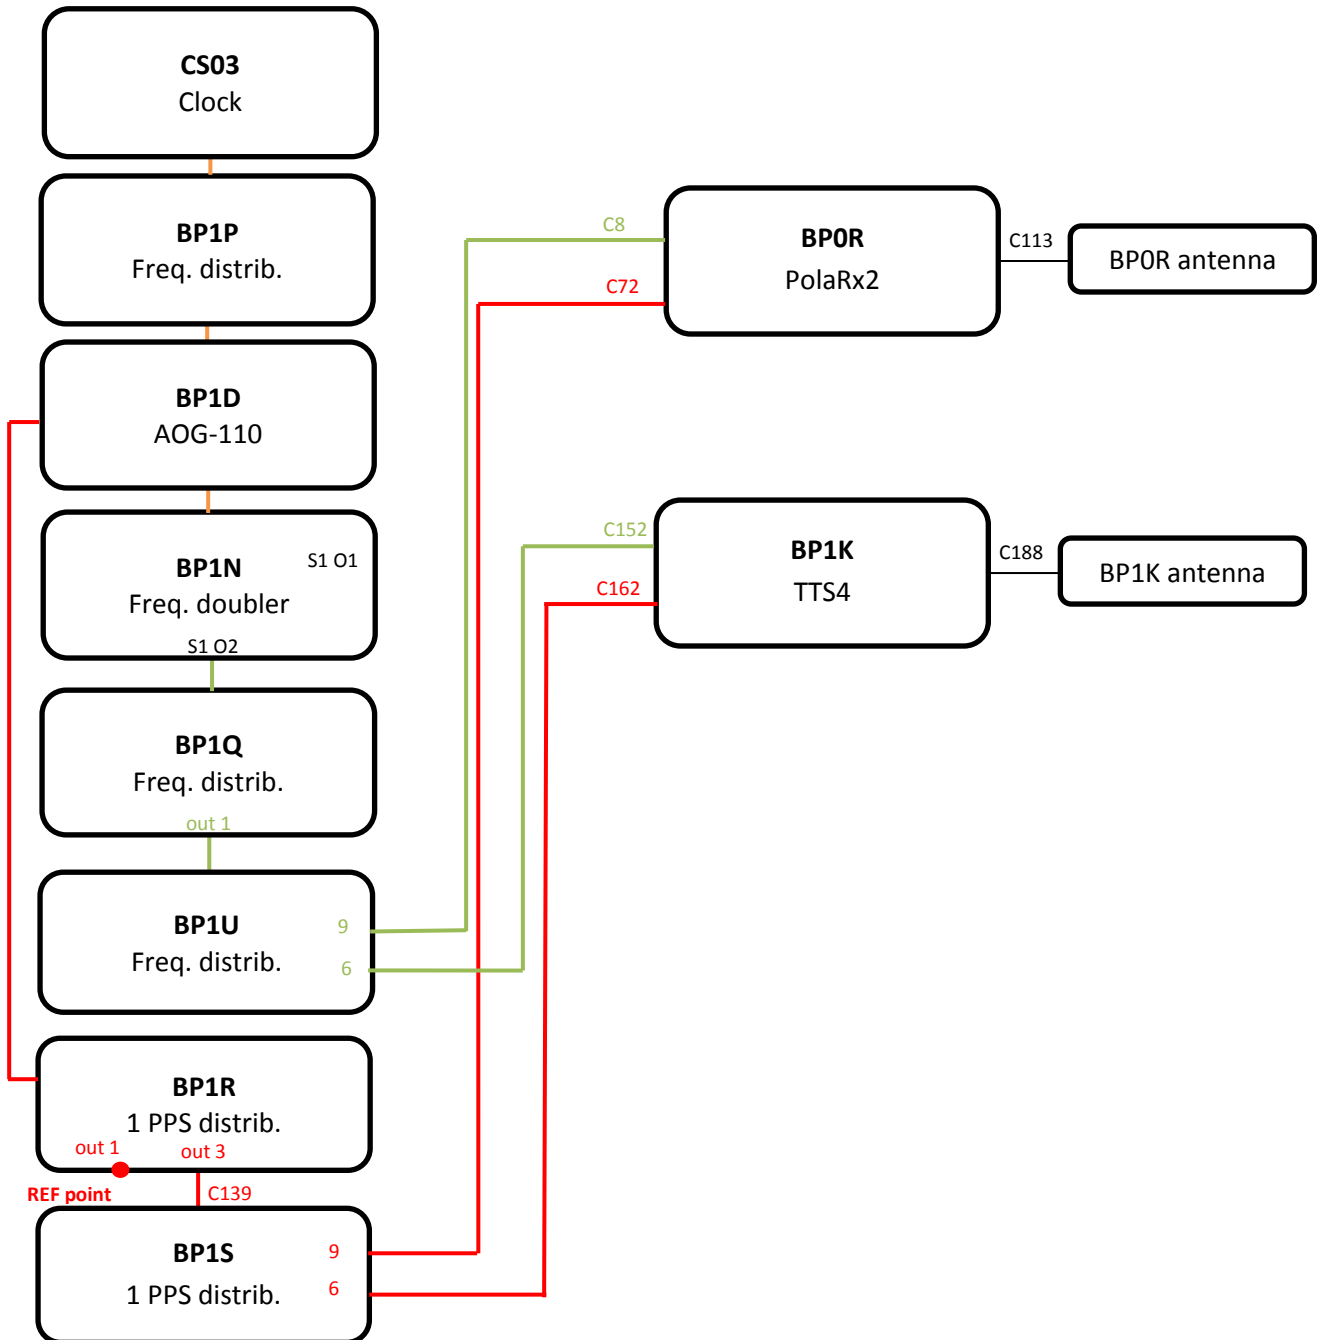 CS03
Clock
BP1P
Freq. distrib.
BP1D
AOG-110
BP1N
S1 O1
Freq. doubler
S1 O2
BP1Q
Freq. distrib.
out 1
BP1U
9
Freq. distrib.
6
BP1R
1 PPS distrib.
out 1
out 3
REF point
C139
BP1S
9
1 PPS distrib.
6
C8
C72
BP0R
PolaRx2
C113
BP0R antenna
C152
C162
BP1K
TTS4
C188
BP1K antenna